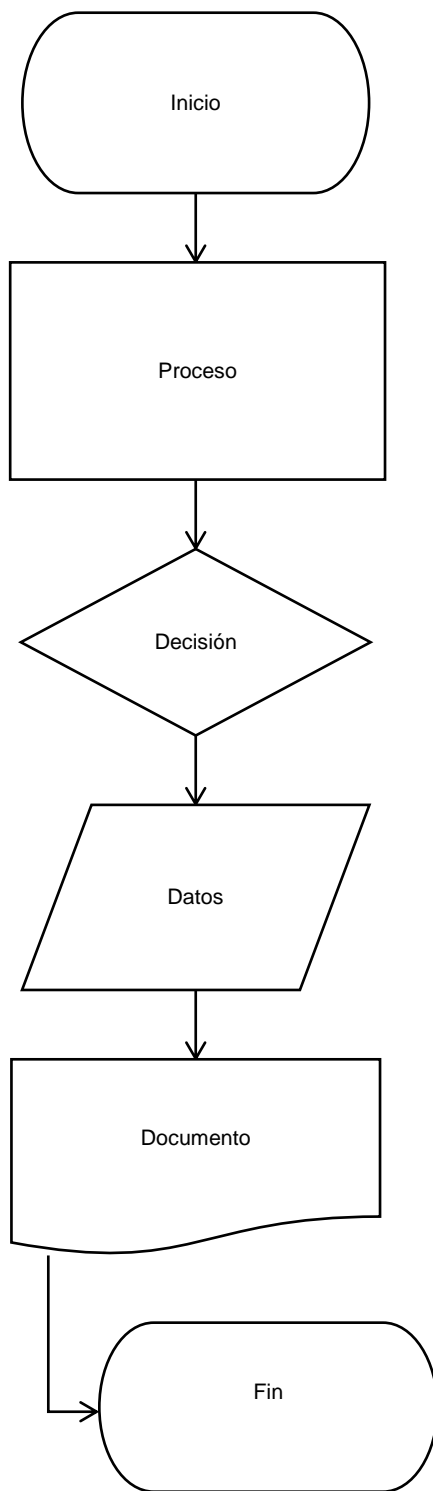 Inicio
Proceso
Decisión
Datos
Documento
Fin